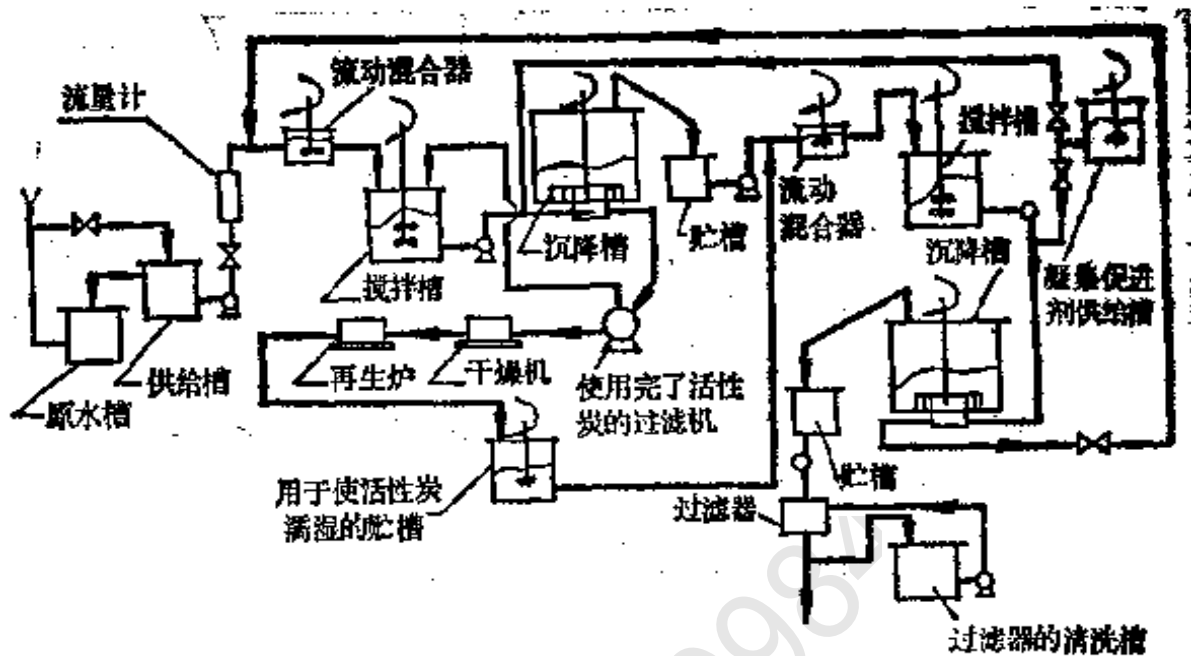 流动混合器
流量计
搅拌槽
流动
混合器
沉降槽
贮槽
沉降槽
凝集促进
剂供给槽
搅拌槽
再生炉
干燥机
使用完了活性
炭的过滤机
供给槽
原水槽
贮槽
用于使活性炭
濡湿的贮槽
过滤器
过滤器的清洗槽